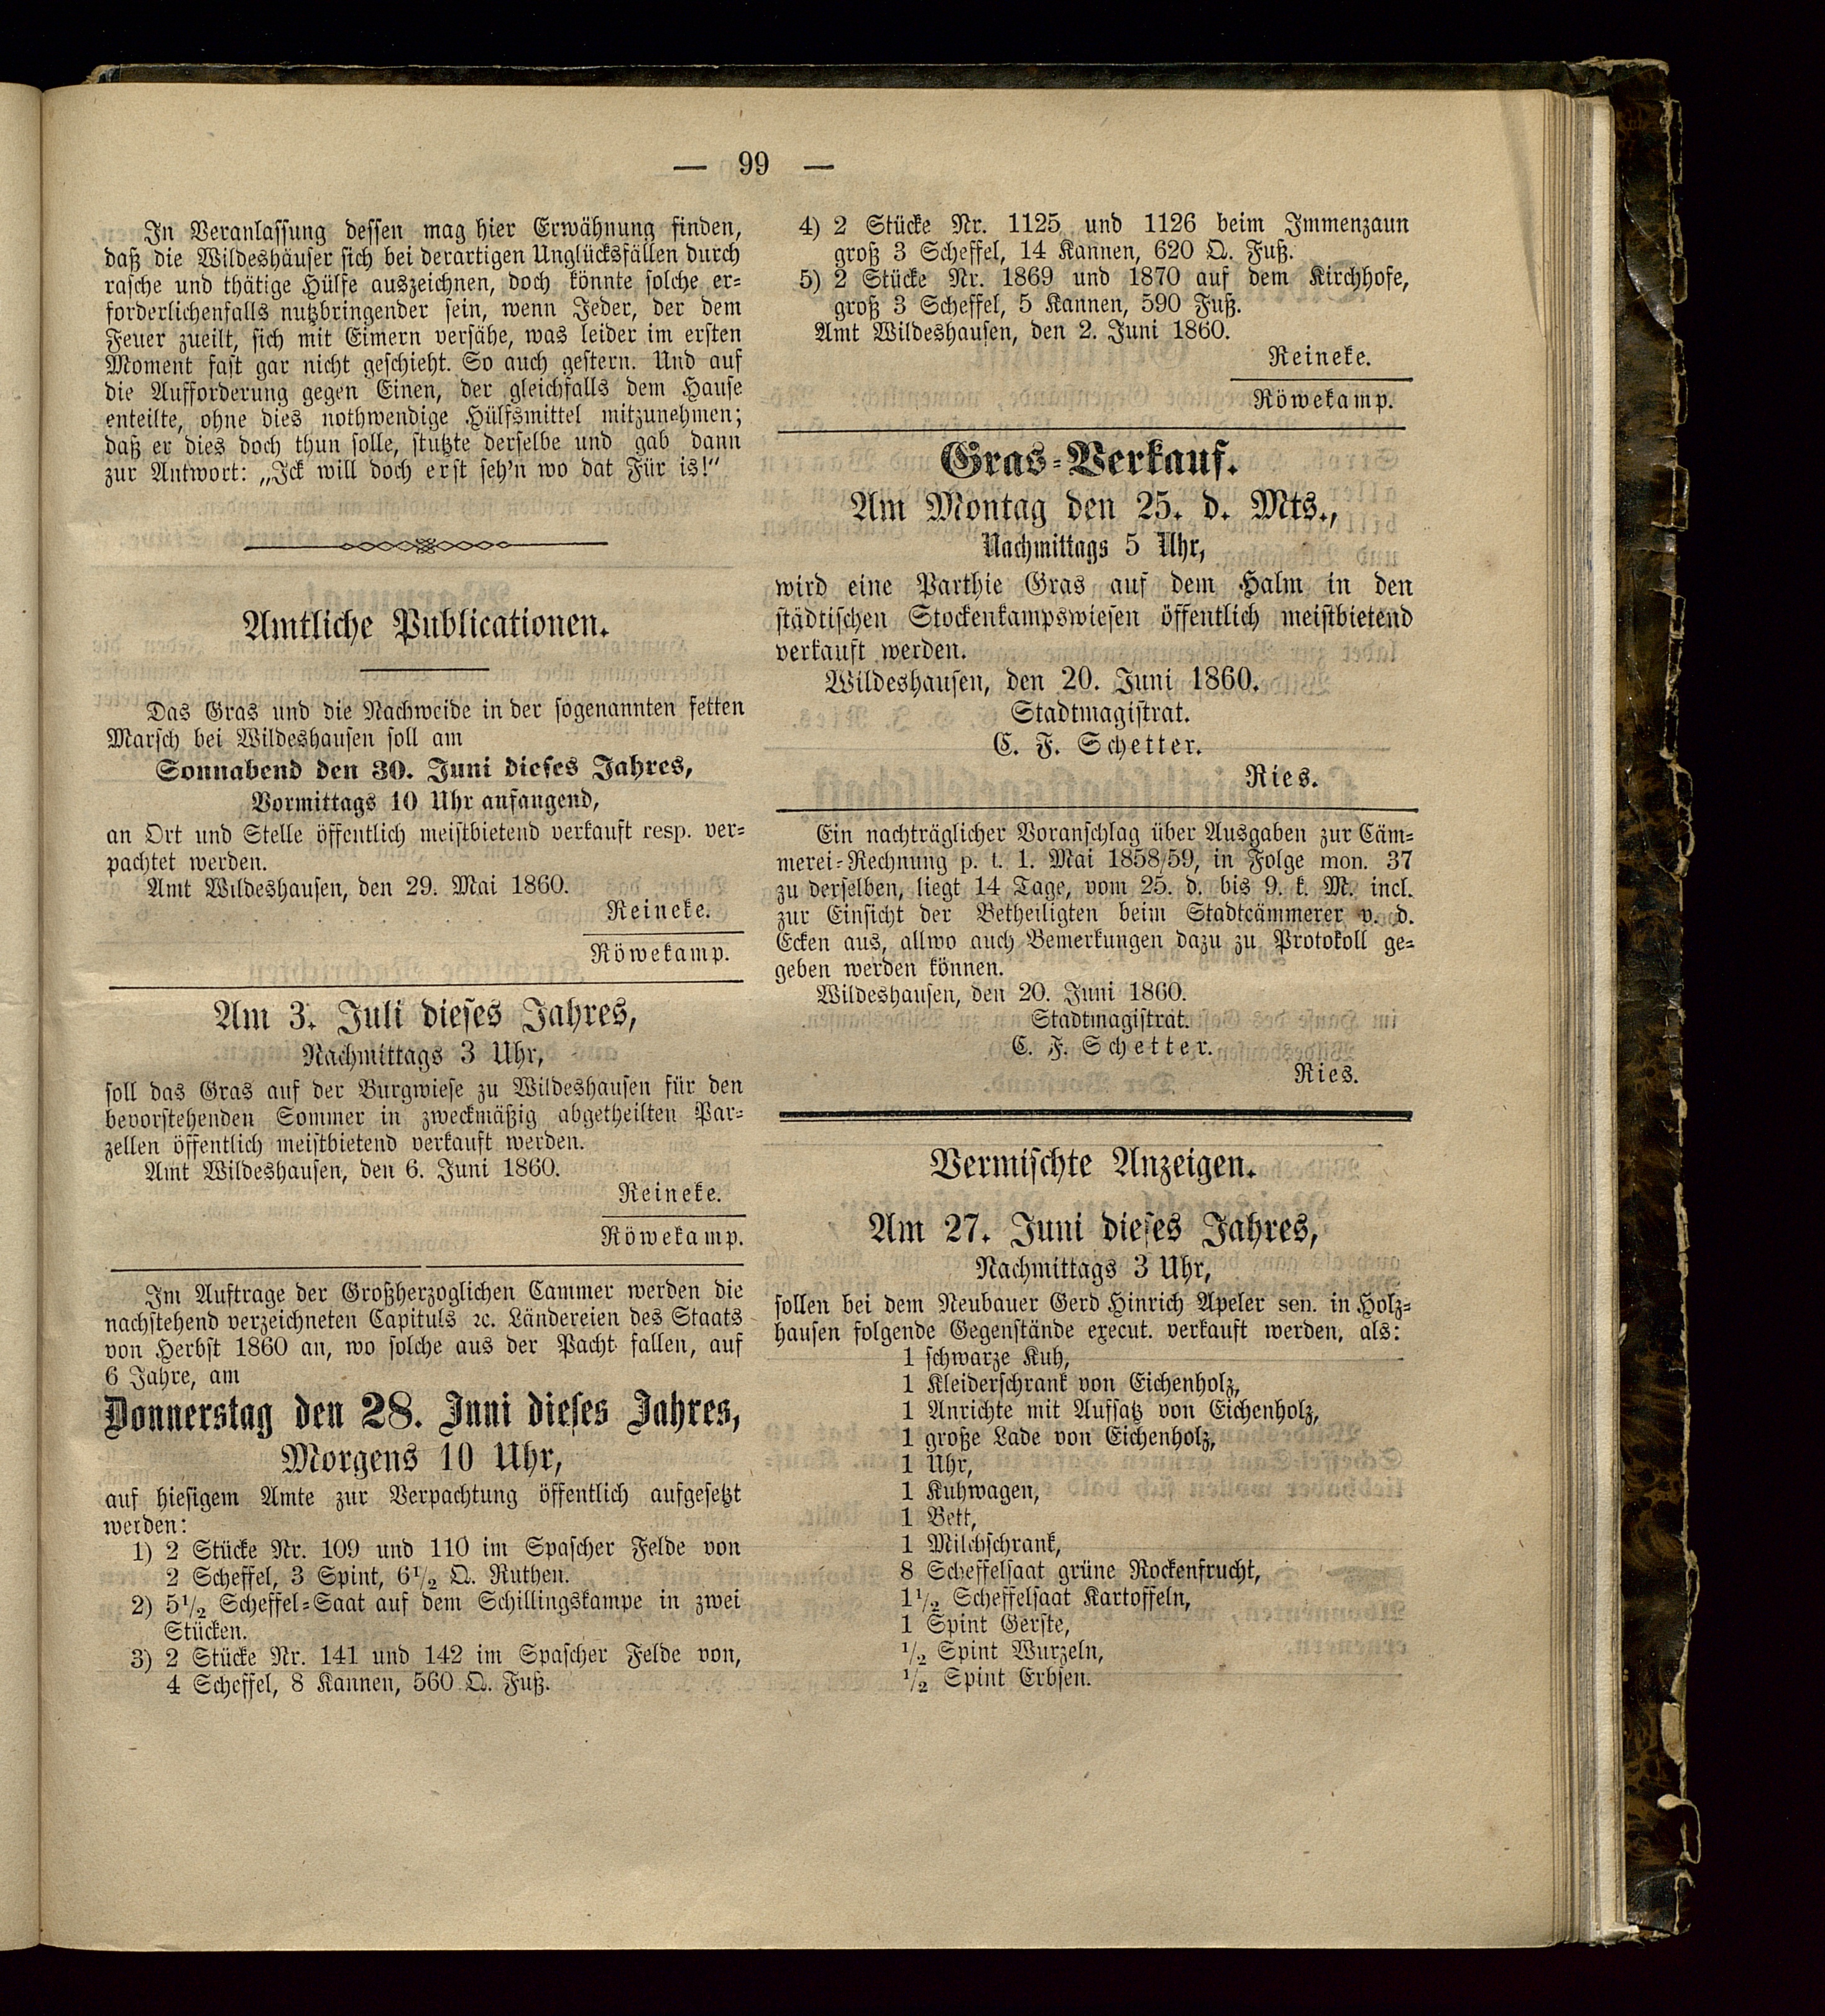 — 99 —
In Veranlassung dessen mag hier Erwähnung finden,
daß die Wildeshäuser sich bei derartigen Unglücksfällen durch
rasche und thätige Hülfe auszeichnen, doch könnte solche er=
forderlichenfalls nutzbringender sein, wenn Jeder, der dem
Feuer zueilt, sich mit Eimern versähe, was leider im ersten
Moment fast gar nicht geschieht. So auch gestern. Und auf
die Aufforderung gegen Einen, der gleichfalls dem Hause
enteilte, ohne dies nothwendige Hülfsmittel mitzunehmen;
daß er dies doch thun solle, stutzte derselbe und gab dann
zur Antwort: „Ick will doch erst seh'n wo dat Für is!“
Amtliche Publicationen.
Das Gras und die Nachweide in der sogenannten fetten
Marsch bei Wildeshausen soll am
Sonnabend den 30. Juni dieses Jahres,
Vormittags 10 Uhr anfangend,
an Ort und Stelle öffentlich meistbietend verkauft resp. ver=
pachtet werden.
Amt Wildeshausen, den 29. Mai 1860.
Reineke.
Röwekamp.
Am 3. Juli dieses Jahres,
Nachmittags 3 Uhr,
soll das Gras auf der Burgwiese zu Wildeshausen für den
bevorstehenden Sommer in zweckmäßig abgetheilten Par=
zellen öffentlich meistbietend verkauft werden.
Amt Wildeshausen, den 6. Juni 1860.
Reineke.
Röwekamp.
Im Auftrage der Großherzoglichen Cammer werden die
nachstehend verzeichneten Capituls ꝛc. Ländereien des Staats
von Herbst 1860 an, wo solche aus der Pacht fallen, auf
6 Jahre, am
Donnerstag den 28. Juni dieses Jahres,
Morgens 10 Uhr,
auf hiesigem Amte zur Verpachtung öffentlich aufgesetzt
werden:
1) 2 Stücke Nr. 109 und 110 im Spascher Felde von
2 Scheffel, 3 Spint, 6½ Q. Ruthen.
2) 5½ Scheffel=Saat auf dem Schillingskampe in zwei
Stücken.
3) 2 Stücke Nr. 141 und 142 im Spascher Felde von,
4 Scheffel, 8 Kannen, 560 Q. Fuß.
4) 2 Stücke Nr. 1125 und 1126 beim Immenzaun
groß 3 Scheffel, 14 Kannen, 620 Q. Fuß.
5) 2 Stücke Nr. 1869 und 1870 auf dem Kirchhofe,
groß 3 Scheffel, 5 Kannen, 590 Fuß.
Amt Wildeshausen, den 2. Juni 1860.
Reineke.
Röwekamp.
Gras=Verkauf.
Am Montag den 25. d. Mts.,
Nachmittags 5 Uhr,
wird eine Parthie Gras auf dem Halm in den
städtischen Stockenkampswiesen öffentlich meistbietend
verkauft werden.
Wildeshausen, den 20. Juni 1860.
Stadtmagistrat.
C. F. Schetter.
Ries.
Ein nachträglicher Voranschlag über Ausgaben zur Cäm=
merei=Rechnung p. t. 1. Mai 1858/59, in Folge mon. 37
zu derselben, liegt 14 Tage, vom 25. d. bis 9. k. M. incl.
zur Einsicht der Betheiligten beim Stadtcämmerer v. d.
Ecken aus, allwo auch Bemerkungen dazu zu Protokoll ge=
geben werden können.
Wildeshausen, den 20. Juni 1860.
Stadtmagistrat.
C. F. Schetter.
Ries.
Vermischte Anzeigen.
Am 27. Juni dieses Jahres,
Nachmittags 3 Uhr,
sollen bei dem Neubauer Gerd Hinrich Apeler sen. in Holz=
hausen folgende Gegenstände execut. verkauft werden, als:
1 schwarze Kuh,
1 Kleiderschrank von Eichenholz,
1 Anrichte mit Aufsatz von Eichenholz,
1 große Lade von Eichenholz,
1 Uhr,
1 Kuhwagen,
1 Bett,
1 Milchschrank,
8 Scheffelsaat grüne Rockenfrucht,
1½ Scheffelsaat Kartoffeln,
1 Spint Gerste,
½ Spint Wurzeln,
½ Spint Erbsen.